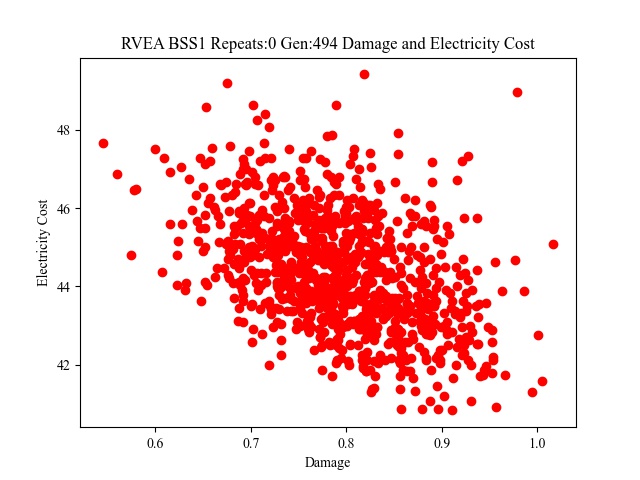 RVEA BSS1 Repeats:0 Gen:494 Damage and Electricity Cost
Electricity Cost
48
46
44
42
0.6 0.7 0.8 0.9 1.0
Damage